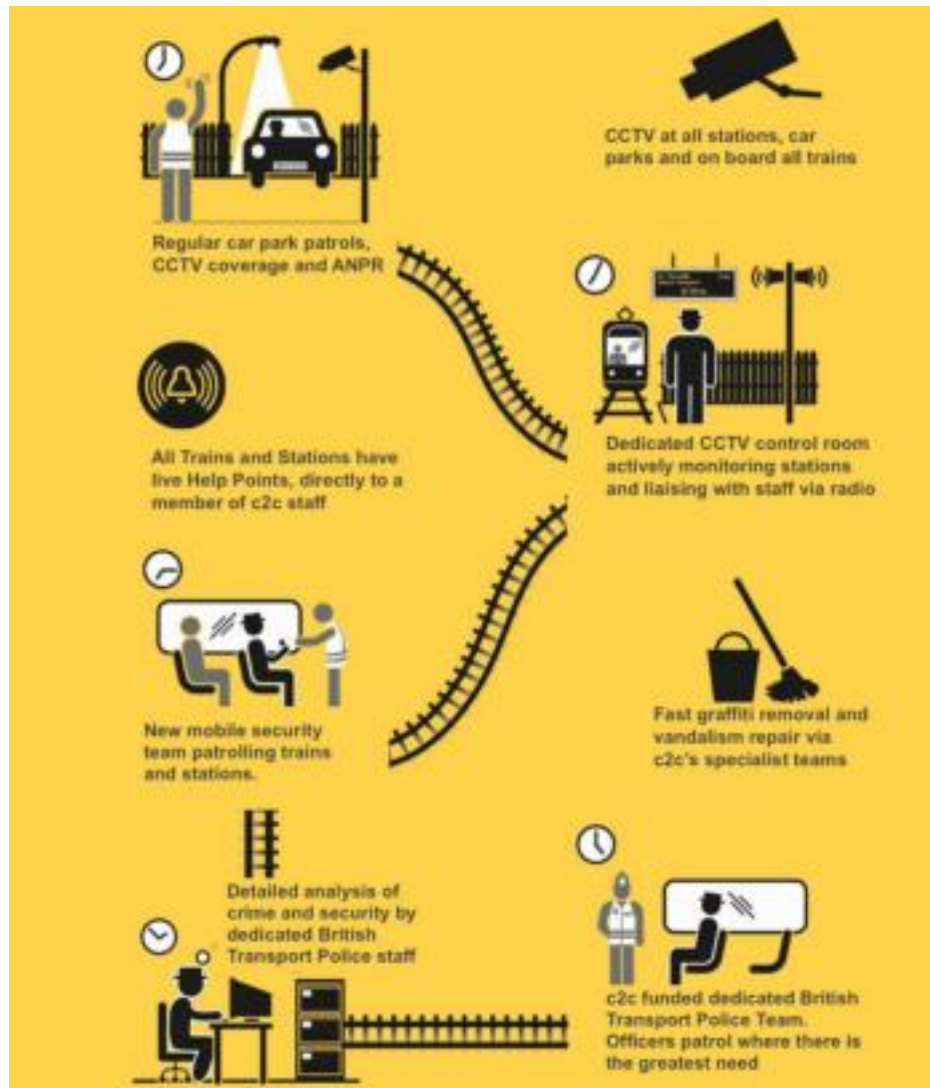 CCTV at all stations, car
parks and on board all trains
Regular car park patrols,
CCTV coverage and ANPR
Dedicated CCTV control room
actively monitoring stations
and liaising with staff via radio
All Trains and Stations have
live Help Points, directly to a
member of c2c staff
New mobile security
team patrolling trains
and stations.
Fast graffiti removal and
vandalism repair via
c2c's specialist teams
Detailed analysis of
crime and security by
dedicated British
Transport Police staff
c2c funded dedicated British
Transport Police Team.
Officers patrol where there is
the greatest need